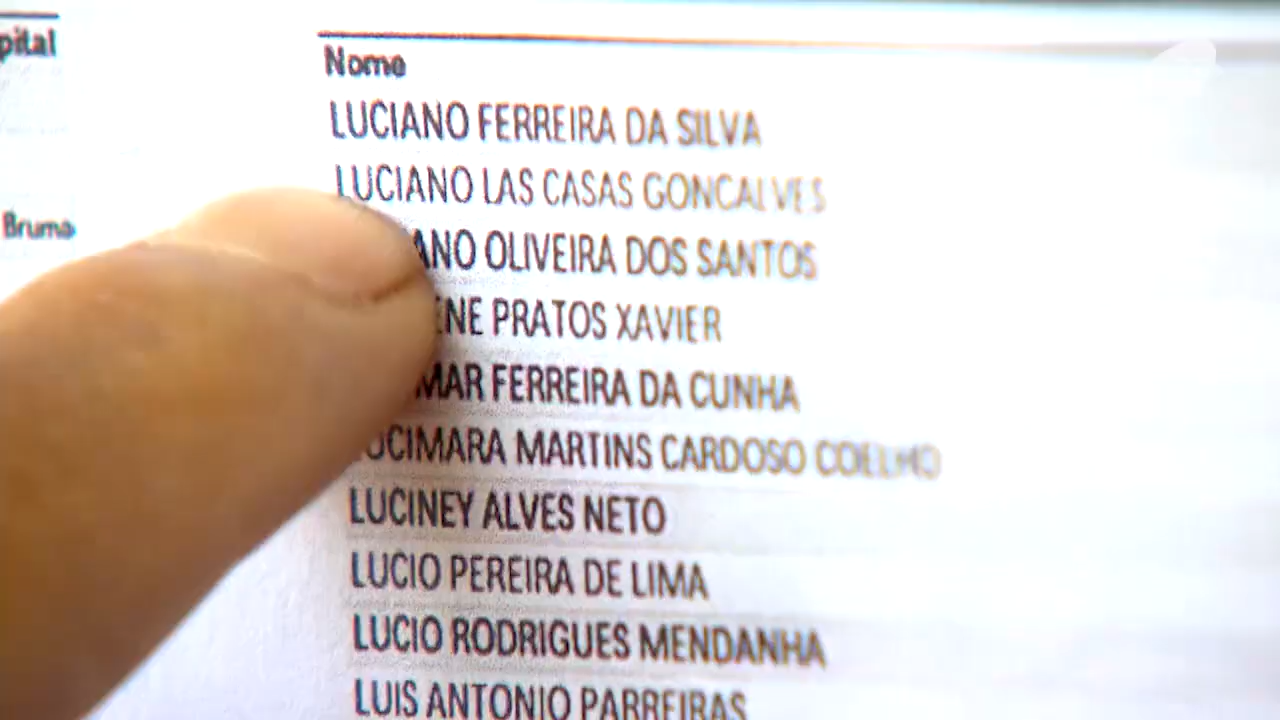 pital
Nome
LUCIANO FERREIRA DA SILVA
LUCIANO LAS CASAS GONCALVES
ANO OLIVEIRA DOS SANTOS
Brumo
ENE PRATOS XAVIER
MAR FERREIRA DA CUNHA
UCIMARA MARTINS CARDOSO COELHO
LUCINEY ALVES NETO
LUCIO PEREIRA DE LIMA
LUCIO RODRIGUES MENDANHA
LUIS ANTONIO PARREIRAS